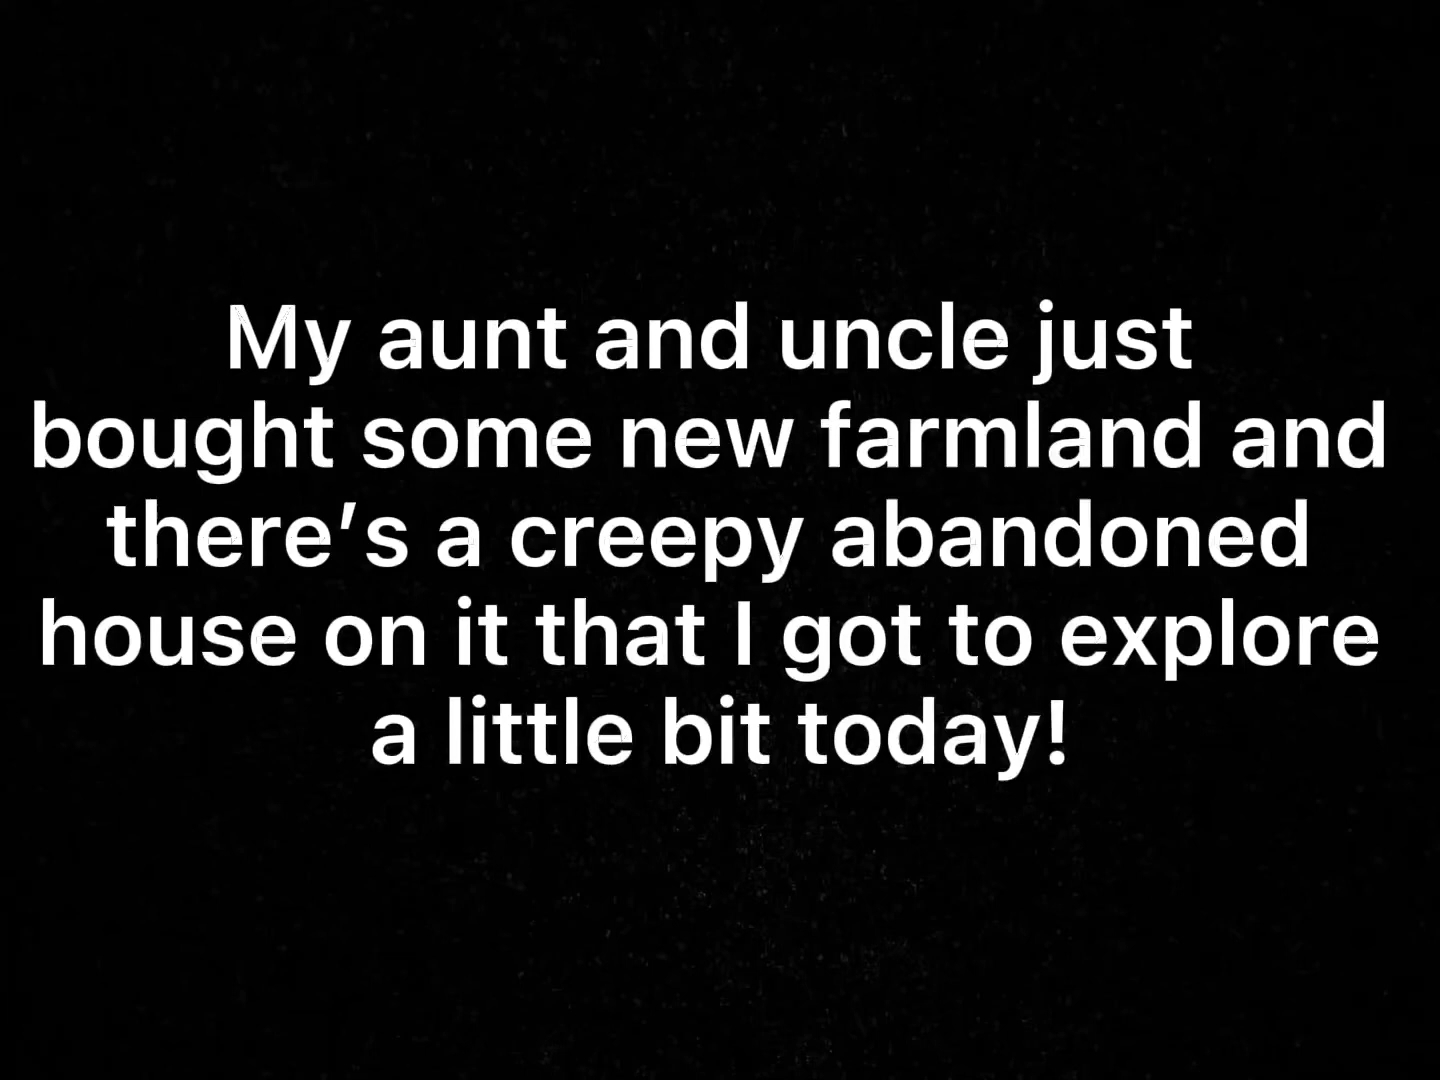 My aunt and uncle just
bought some new farmland and
there’s a creepy abandoned
house on it that I got to explore
a little bit today!